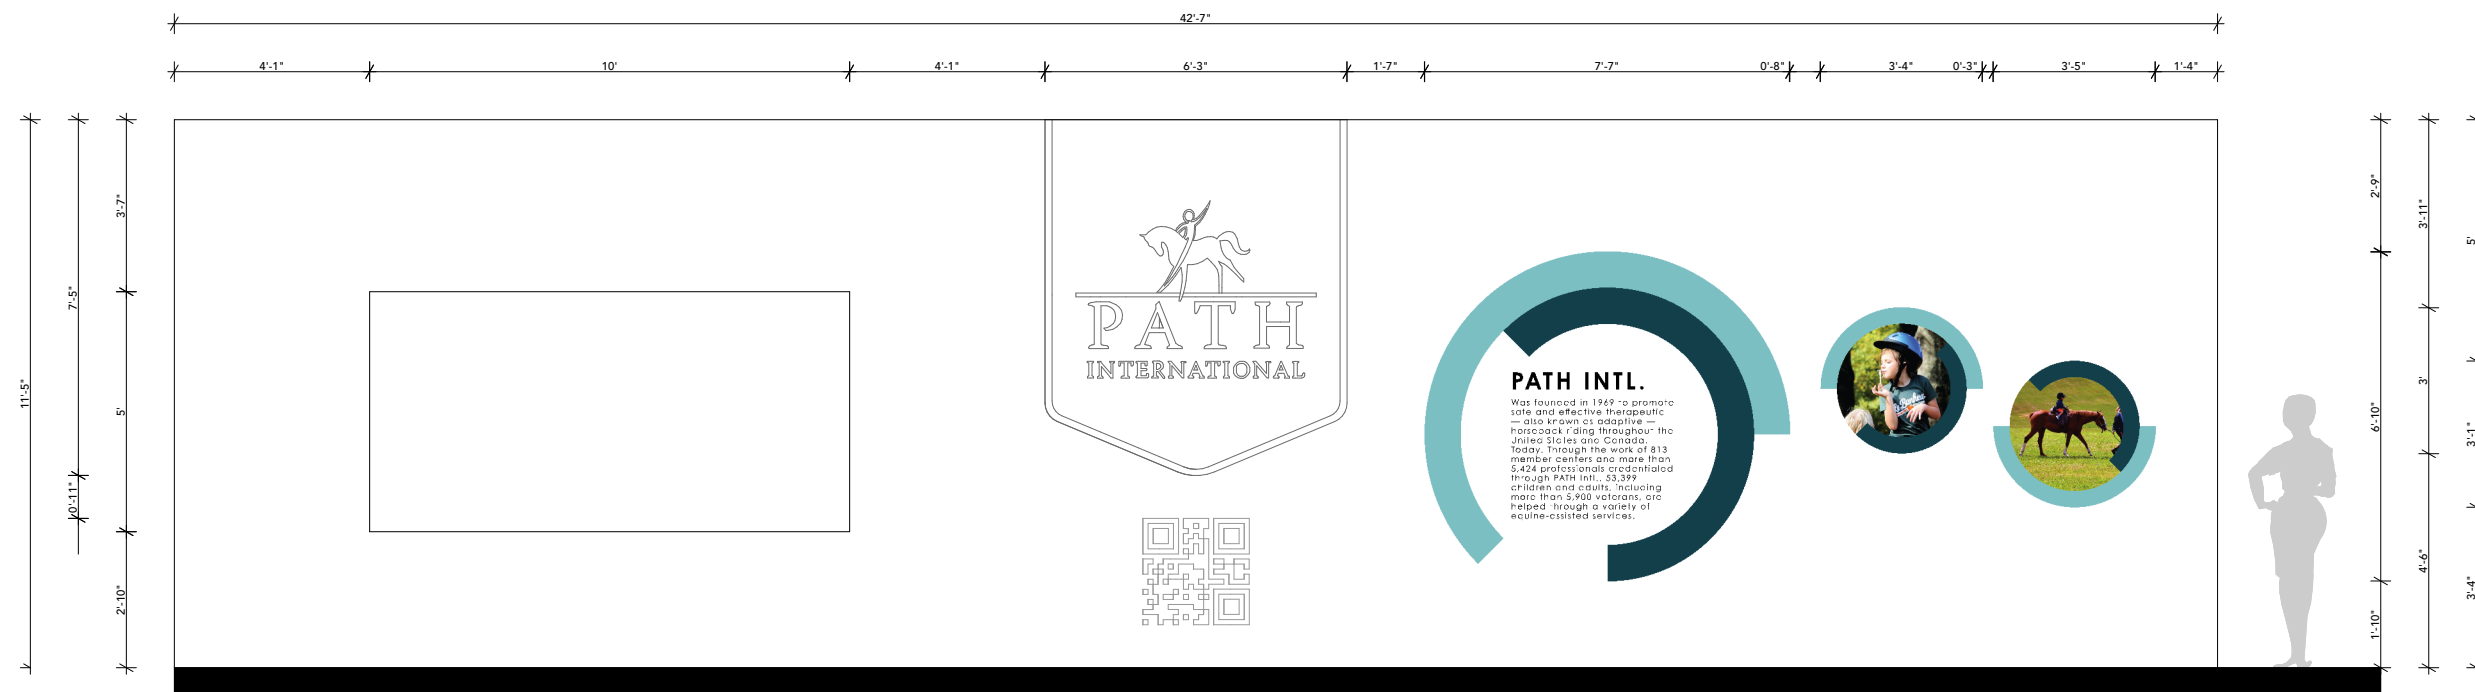 42'-7"
4'-1"
10'
4'-1"
6'-3"
1'-7"
7'-7"
0'-8"
3'-4"
0'-3"
3'-5"
1'-4"
11'-5"
7'-5"
0'-11"
3'-7"
5'
2'-10"
PATH
INTERNATIONAL
PATH INTL.
Was founded in 1969 to promote
safe and effective therapeutic
— also known as adaptive —
horseback riding throughout the
United States and Canada.
Today, Through the work of 813
member centers and more than
5,424 professionals credentialed
through PATH Intl., 53,399
children and adults, including
more than 5,900 veterans, are
helped through a variety of
equine-assisted services.
2'-9"
6'-10"
1'-10"
3'-11"
3'
4'-6"
5'
3'-1"
3'-4"